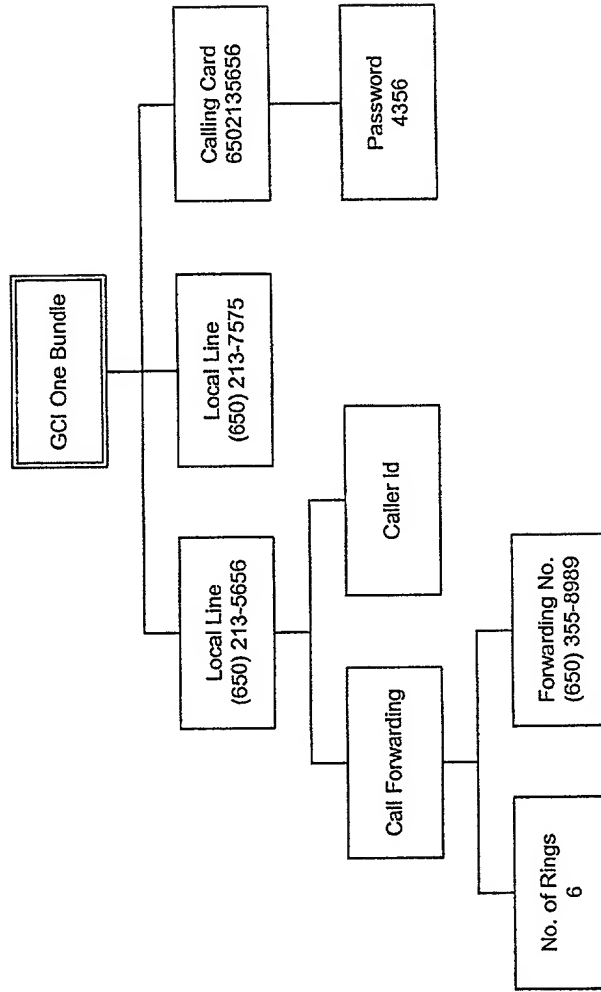 GCI One Bundle
Local Line
(650) 213-5656
Local Line
(650) 213-7575
Calling Card
6502135656
Call Forwarding
Caller Id
Password
4356
No. of Rings
6
Forwarding No.
(650) 355-8989